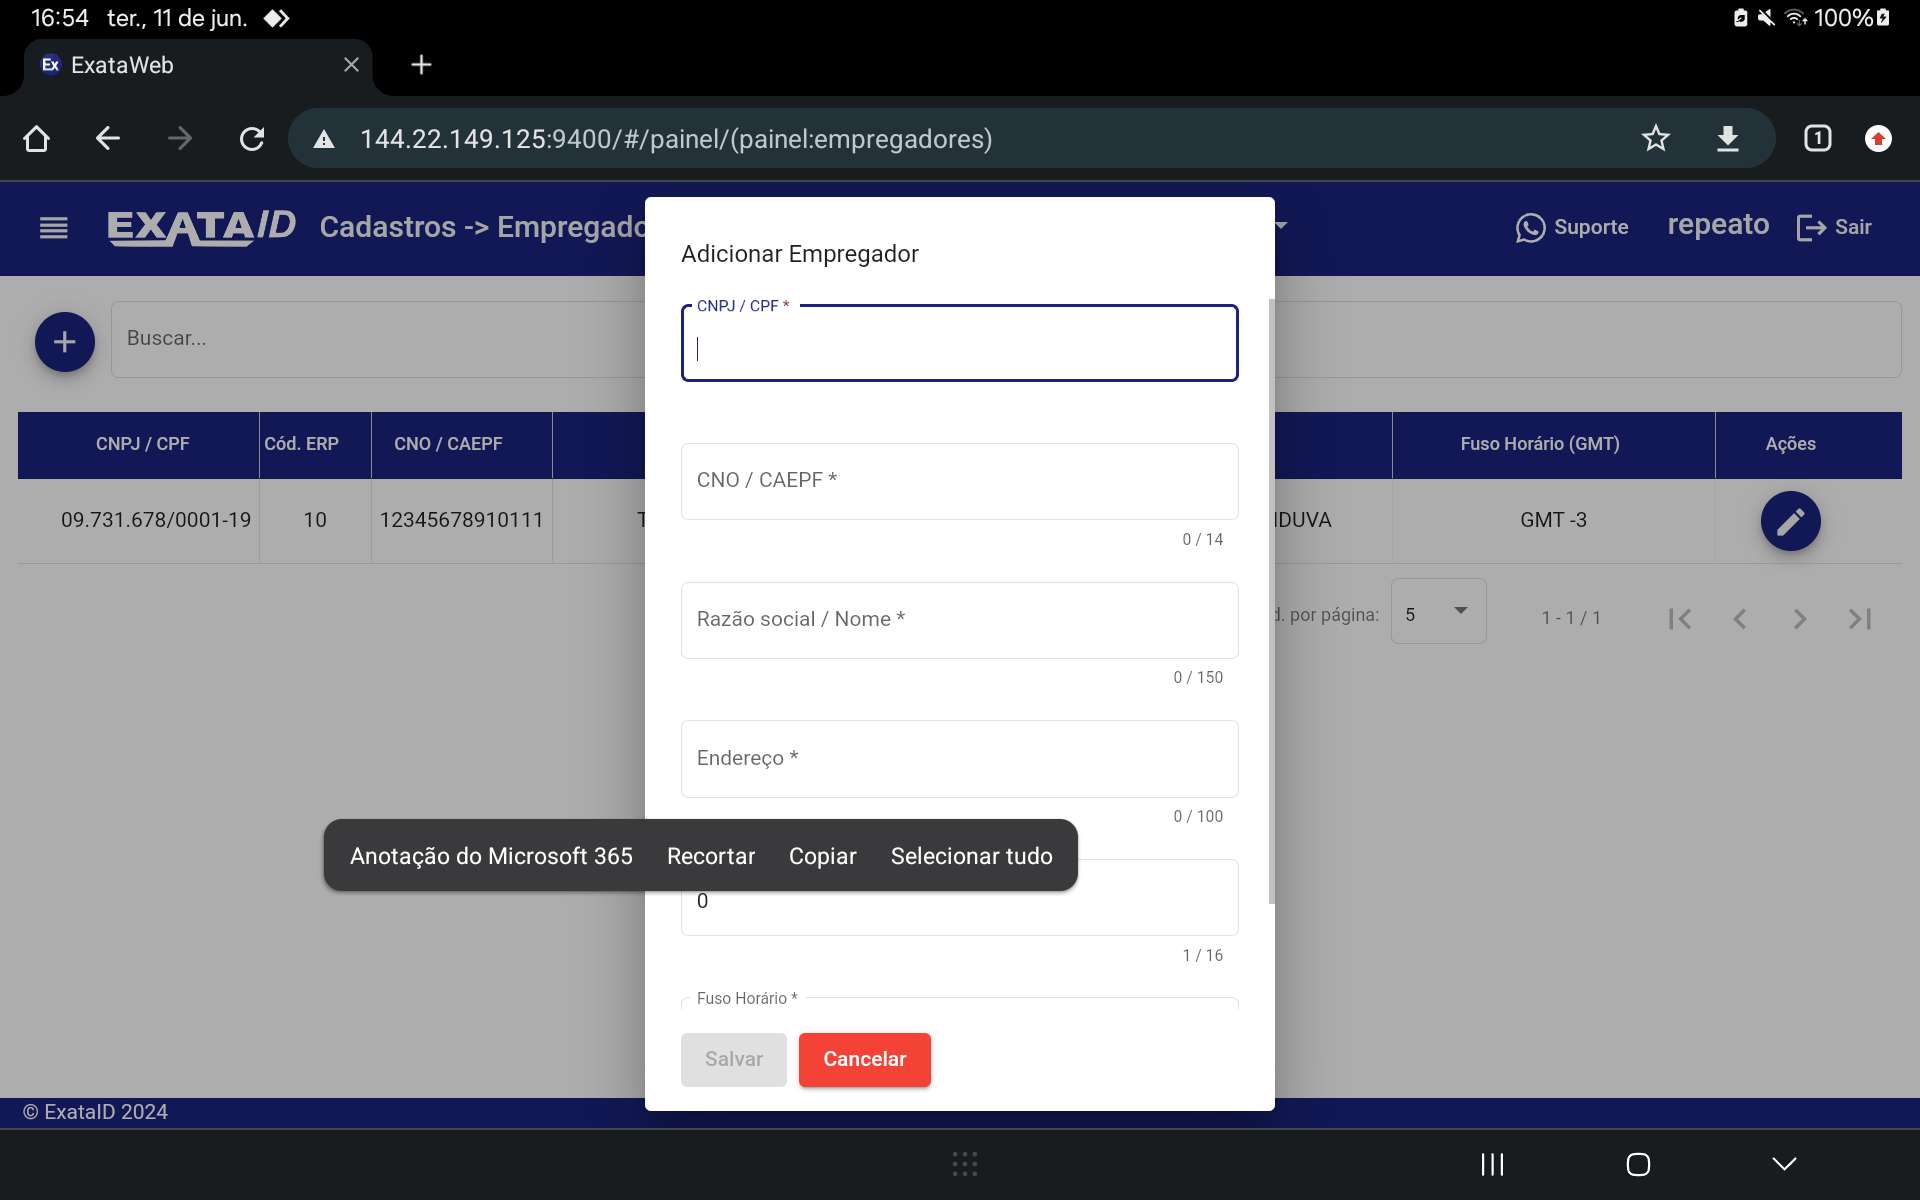 16:54 ter., 11 de jun. 100%
Ex ExataWeb
144.22.149.125:9400/#/painel/(painel:empregadores) 1
EXATAID Cadastros -> Empregado Suporte repeato Sair
Adicionar Empregador
CNPJ / CPF *
Buscar...
CNPJ / CPF Cód. ERP CNO / CAEPF Fuso Horário (GMT) Ações
CNO / CAEPF *
09.731.678/0001-19 10 12345678910111 T DUVA GMT -3
0 / 14
Razão social / Nome *
. por página: 5 1 - 1 / 1
0 / 150
Endereço *
0 / 100
Anotação do Microsoft 365 Recortar Copiar Selecionar tudo
0
1 / 16
Fuso Horário *
Salvar Cancelar
© ExataID 2024